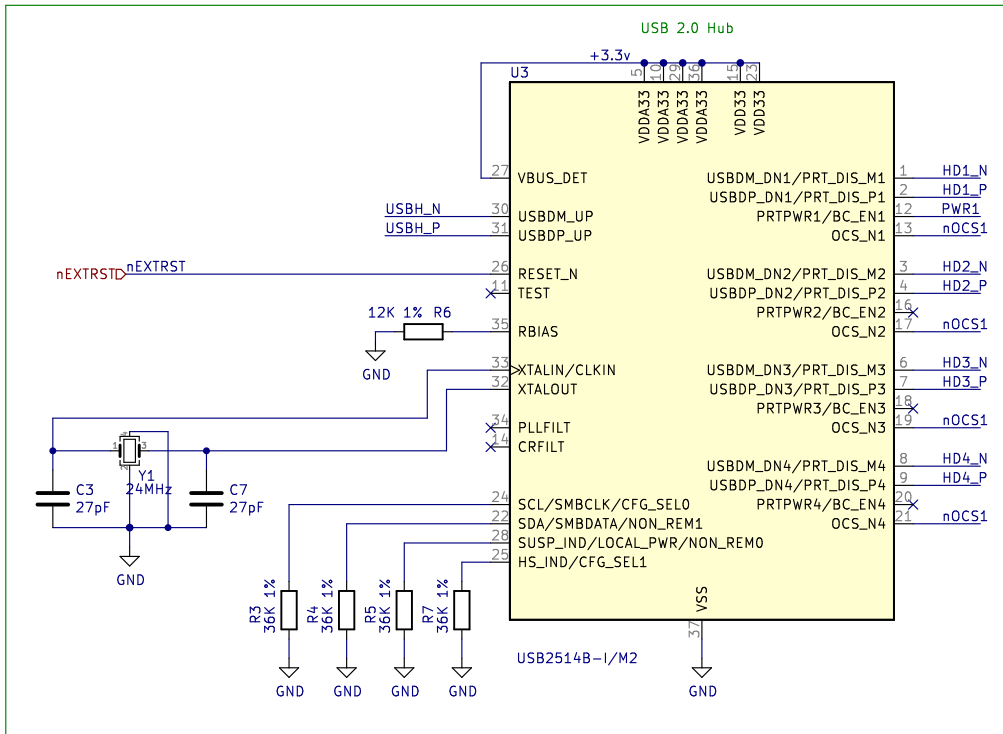 USB 2.0 Hub
+3.3v
U3
5
10
29
36
15
23
VDDA33
VDDA33
VDDA33
VDDA33
VDD33
VDD33
27
VBUS_DET
USBH_N
30
USBDM_UP
USBH_P
31
USBDP_UP
nEXTRST
nEXTRST
26
RESET_N
11
TEST
12K 1% R6
35
RBIAS
GND
33
XTALIN/CLKIN
32
XTALOUT
34
PLLFILT
14
CRFILT
4
1
3
2
Y1
24MHz
C3
27pF
C7
27pF
GND
24
SCL/SMBCLK/CFG_SEL0
22
SDA/SMBDATA/NON_REM1
28
SUSP_IND/LOCAL_PWR/NON_REM0
25
HS_IND/CFG_SEL1
R3
36K 1%
R4
36K 1%
R5
36K 1%
R7
36K 1%
GND
GND
GND
GND
USBDM_DN1/PRT_DIS_M1
1
HD1_N
USBDP_DN1/PRT_DIS_P1
2
HD1_P
PRTPWR1/BC_EN1
12
PWR1
OCS_N1
13
nOCS1
USBDM_DN2/PRT_DIS_M2
3
HD2_N
USBDP_DN2/PRT_DIS_P2
4
HD2_P
PRTPWR2/BC_EN2
16
OCS_N2
17
nOCS1
USBDM_DN3/PRT_DIS_M3
6
HD3_N
USBDP_DN3/PRT_DIS_P3
7
HD3_P
PRTPWR3/BC_EN3
18
OCS_N3
19
nOCS1
USBDM_DN4/PRT_DIS_M4
8
HD4_N
USBDP_DN4/PRT_DIS_P4
9
HD4_P
PRTPWR4/BC_EN4
20
OCS_N4
21
nOCS1
VSS
37
USB2514B-I/M2
GND